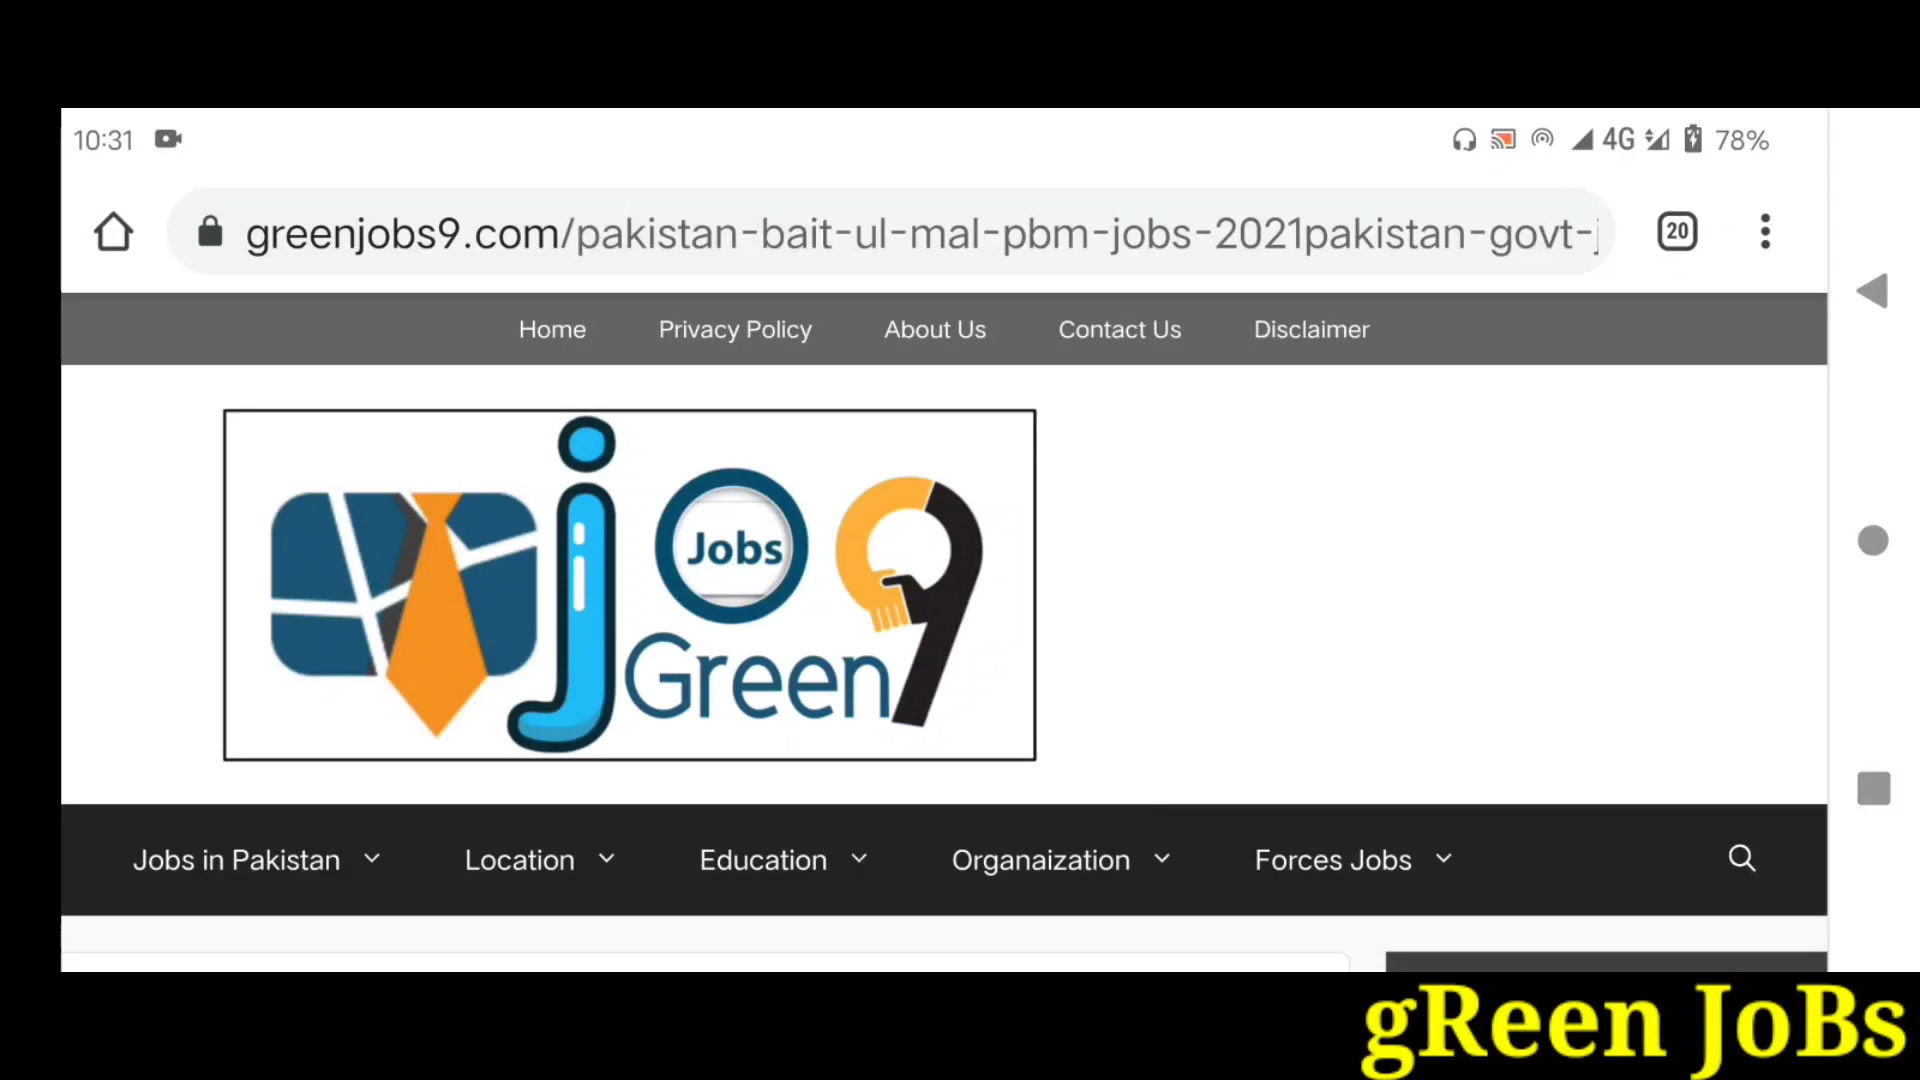 10:31 4G 78%
greenjobs9.com/pakistan-bait-ul-mal-pbm-jobs-2021pakistan-govt-j
20
Home Privacy Policy About Us Contact Us Disclaimer
j Jobs 9
Green
Jobs in Pakistan Location Education Organaization Forces Jobs
gReen JoBs